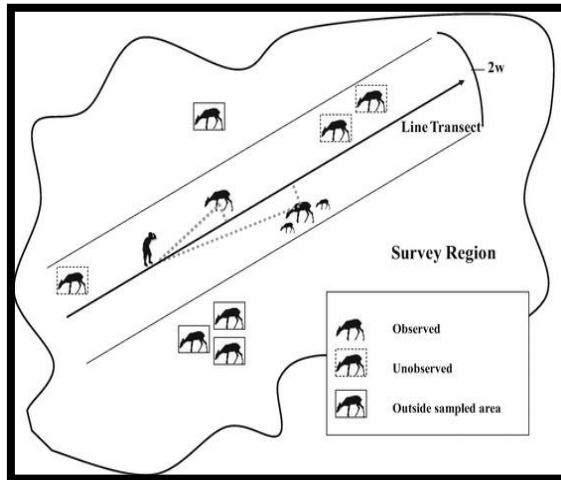 2w
Line Transect
Survey Region
Observed
Unobserved
Outside sampled area